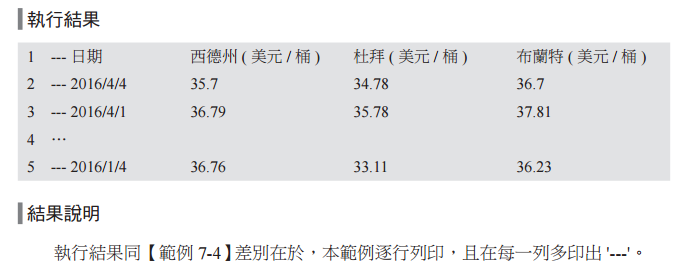 執行結果
1 --- 日期 西德州 ( 美元 / 桶 ) 杜拜 ( 美元 / 桶 ) 布蘭特 ( 美元 / 桶 )
2 --- 2016/4/4 35.7 34.78 36.7
3 --- 2016/4/1 36.79 35.78 37.81
4 …
5 --- 2016/1/4 36.76 33.11 36.23
結果說明
執行結果同【範例 7-4】差別在於，本範例逐行列印，且在每一列多印出 '---'。